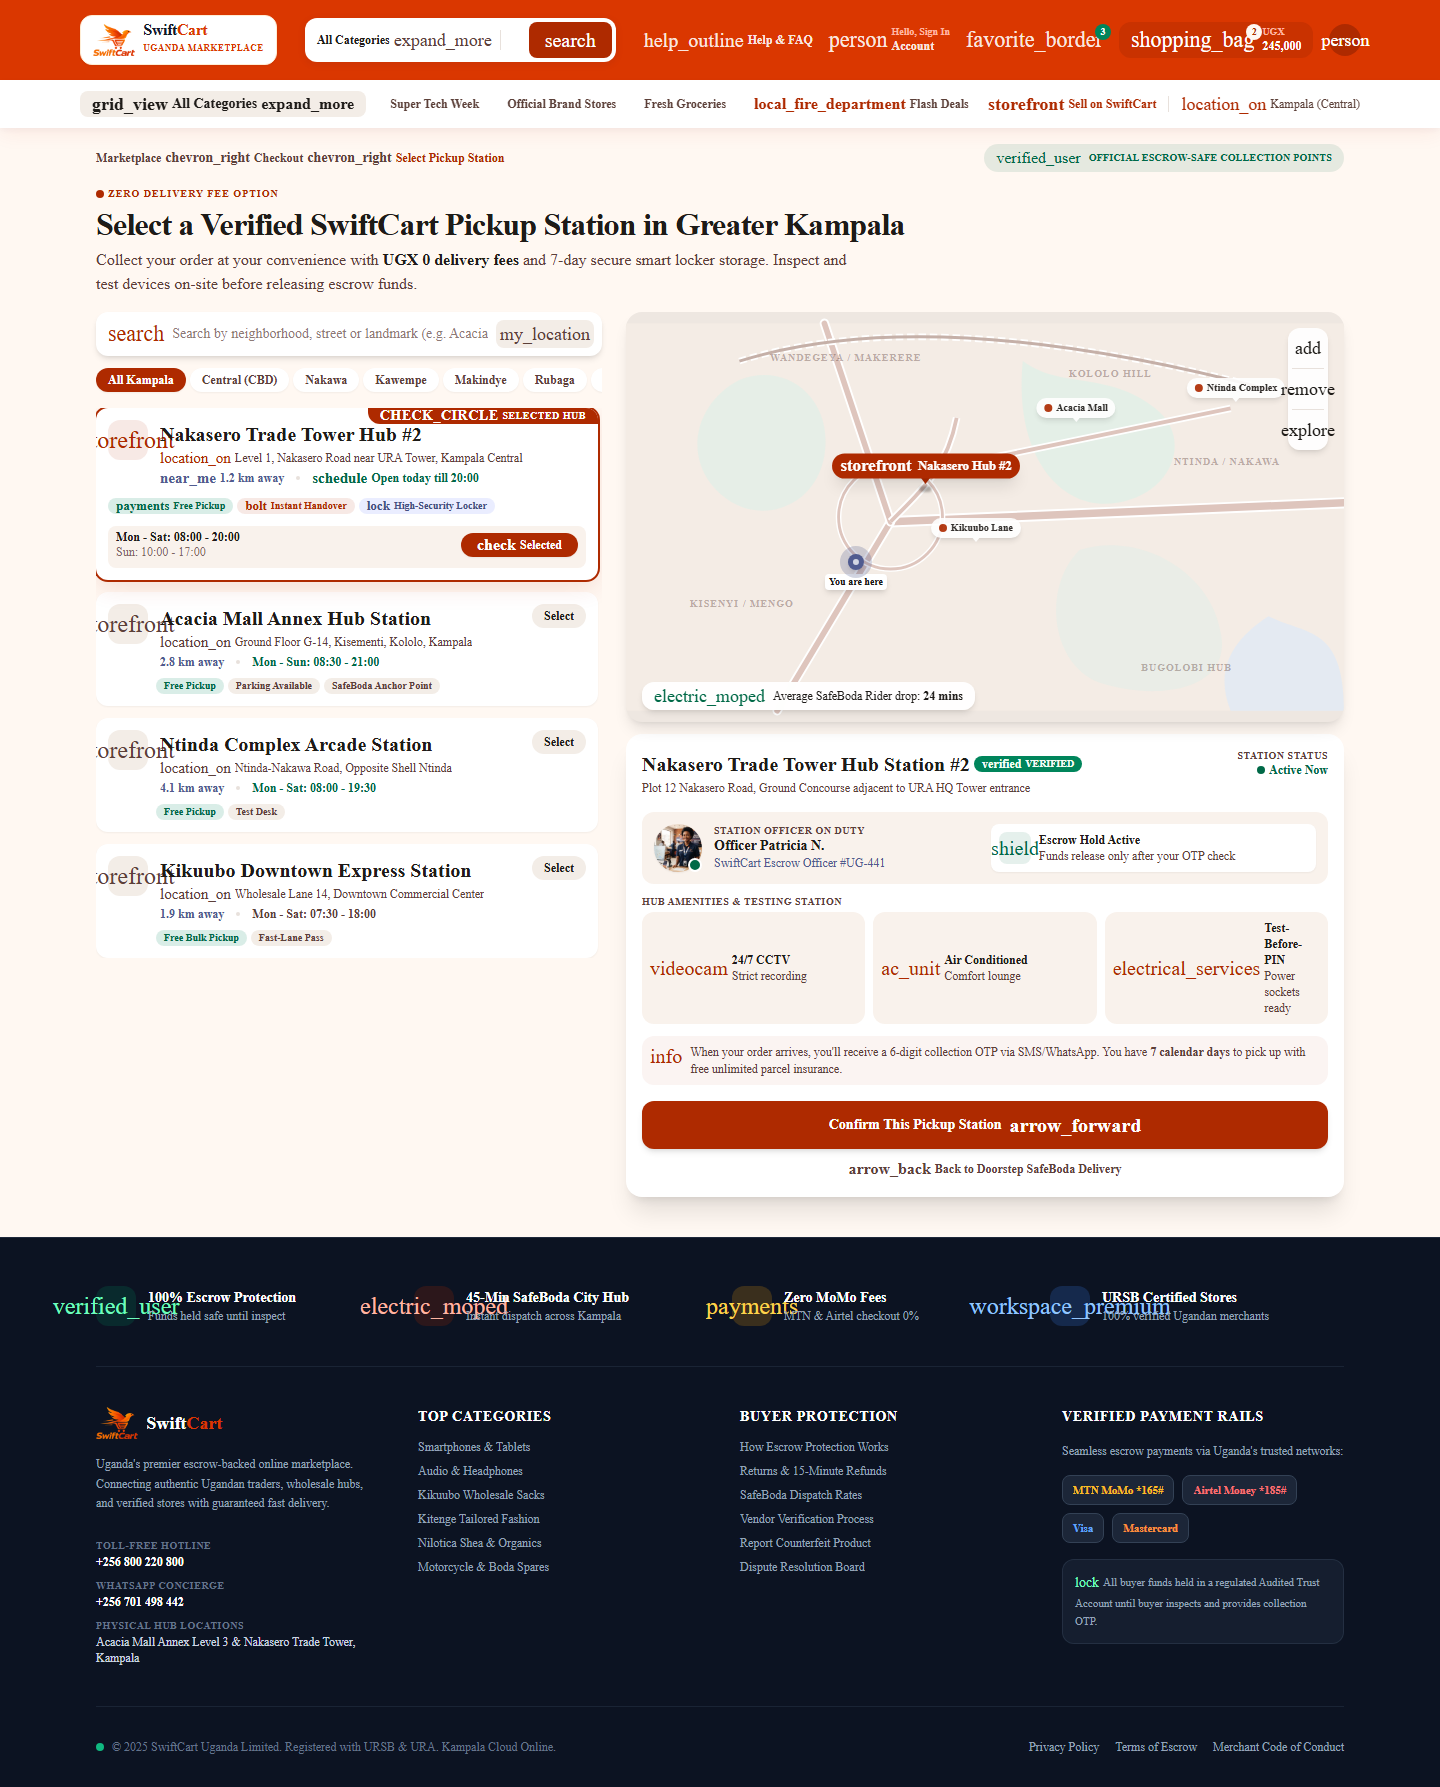 SwiftCart
UGANDA MARKETPLACE
SwiftCart
All Categories expand_more
search
help_outline Help & FAQ
person Hello, Sign In
Account
favorite_border 3
shopping_bag 2 UGX
245,000
person
grid_view All Categories expand_more
Super Tech Week
Official Brand Stores
Fresh Groceries
local_fire_department Flash Deals
storefront Sell on SwiftCart
location_on Kampala (Central)
Marketplace chevron_right Checkout chevron_right Select Pickup Station
verified_user OFFICIAL ESCROW-SAFE COLLECTION POINTS
ZERO DELIVERY FEE OPTION
Select a Verified SwiftCart Pickup Station in Greater Kampala
Collect your order at your convenience with UGX 0 delivery fees and 7-day secure smart locker storage. Inspect and
test devices on-site before releasing escrow funds.
search Search by neighborhood, street or landmark (e.g. Acacia
my_location
All Kampala
Central (CBD)
Nakawa
Kawempe
Makindye
Rubaga
CHECK_CIRCLE SELECTED HUB
torefront
Nakasero Trade Tower Hub #2
location_on Level 1, Nakasero Road near URA Tower, Kampala Central
near_me 1.2 km away • schedule Open today till 20:00
payments Free Pickup
bolt Instant Handover
lock High-Security Locker
Mon - Sat: 08:00 - 20:00
Sun: 10:00 - 17:00
check Selected
torefront
Acacia Mall Annex Hub Station
Select
location_on Ground Floor G-14, Kisementi, Kololo, Kampala
2.8 km away • Mon - Sun: 08:30 - 21:00
Free Pickup
Parking Available
SafeBoda Anchor Point
torefront
Ntinda Complex Arcade Station
Select
location_on Ntinda-Nakawa Road, Opposite Shell Ntinda
4.1 km away • Mon - Sat: 08:00 - 19:30
Free Pickup
Test Desk
torefront
Kikuubo Downtown Express Station
Select
location_on Wholesale Lane 14, Downtown Commercial Center
1.9 km away • Mon - Sat: 07:30 - 18:00
Free Bulk Pickup
Fast-Lane Pass
WANDEGEYA / MAKERERE
KOLOLO HILL
NTINDA / NAKAWA
KISENYI / MENGO
BUGOLOBI HUB
Ntinda Complex
Acacia Mall
storefront Nakasero Hub #2
Kikuubo Lane
You are here
add
remove
explore
electric_moped Average SafeBoda Rider drop: 24 mins
Nakasero Trade Tower Hub Station #2 verified VERIFIED
Plot 12 Nakasero Road, Ground Concourse adjacent to URA HQ Tower entrance
STATION STATUS
Active Now
STATION OFFICER ON DUTY
Officer Patricia N.
SwiftCart Escrow Officer #UG-441
shield
Escrow Hold Active
Funds release only after your OTP check
HUB AMENITIES & TESTING STATION
videocam
24/7 CCTV
Strict recording
ac_unit
Air Conditioned
Comfort lounge
electrical_services
Test-
Before-
PIN
Power
sockets
ready
info When your order arrives, you'll receive a 6-digit collection OTP via SMS/WhatsApp. You have 7 calendar days to pick up with
free unlimited parcel insurance.
Confirm This Pickup Station arrow_forward
arrow_back Back to Doorstep SafeBoda Delivery
verified_user
100% Escrow Protection
Funds held safe until inspect
electric_moped
45-Min SafeBoda City Hub
Instant dispatch across Kampala
payments
Zero MoMo Fees
MTN & Airtel checkout 0%
workspace_premium
URSB Certified Stores
100% verified Ugandan merchants
SwiftCart
SwiftCart
Uganda's premier escrow-backed online marketplace.
Connecting authentic Ugandan traders, wholesale hubs,
and verified stores with guaranteed fast delivery.
TOLL-FREE HOTLINE
+256 800 220 800
WHATSAPP CONCIERGE
+256 701 498 442
PHYSICAL HUB LOCATIONS
Acacia Mall Annex Level 3 & Nakasero Trade Tower,
Kampala
TOP CATEGORIES
Smartphones & Tablets
Audio & Headphones
Kikuubo Wholesale Sacks
Kitenge Tailored Fashion
Nilotica Shea & Organics
Motorcycle & Boda Spares
BUYER PROTECTION
How Escrow Protection Works
Returns & 15-Minute Refunds
SafeBoda Dispatch Rates
Vendor Verification Process
Report Counterfeit Product
Dispute Resolution Board
VERIFIED PAYMENT RAILS
Seamless escrow payments via Uganda's trusted networks:
MTN MoMo *165#
Airtel Money *185#
Visa
Mastercard
lock All buyer funds held in a regulated Audited Trust
Account until buyer inspects and provides collection
OTP.
© 2025 SwiftCart Uganda Limited. Registered with URSB & URA. Kampala Cloud Online.
Privacy Policy
Terms of Escrow
Merchant Code of Conduct